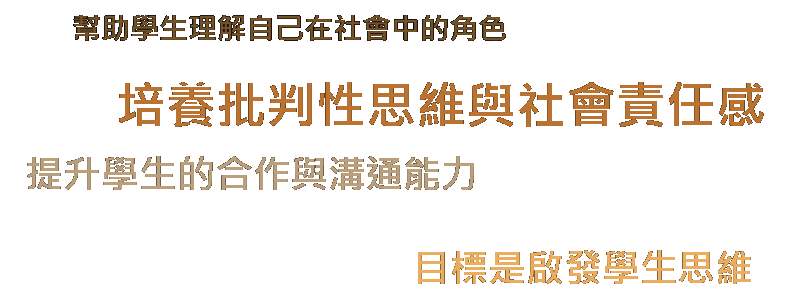 幫助學生理解自己在社會中的角色
培養批判性思維與社會責任感
提升學生的合作與溝通能力
目標是啟發學生思維